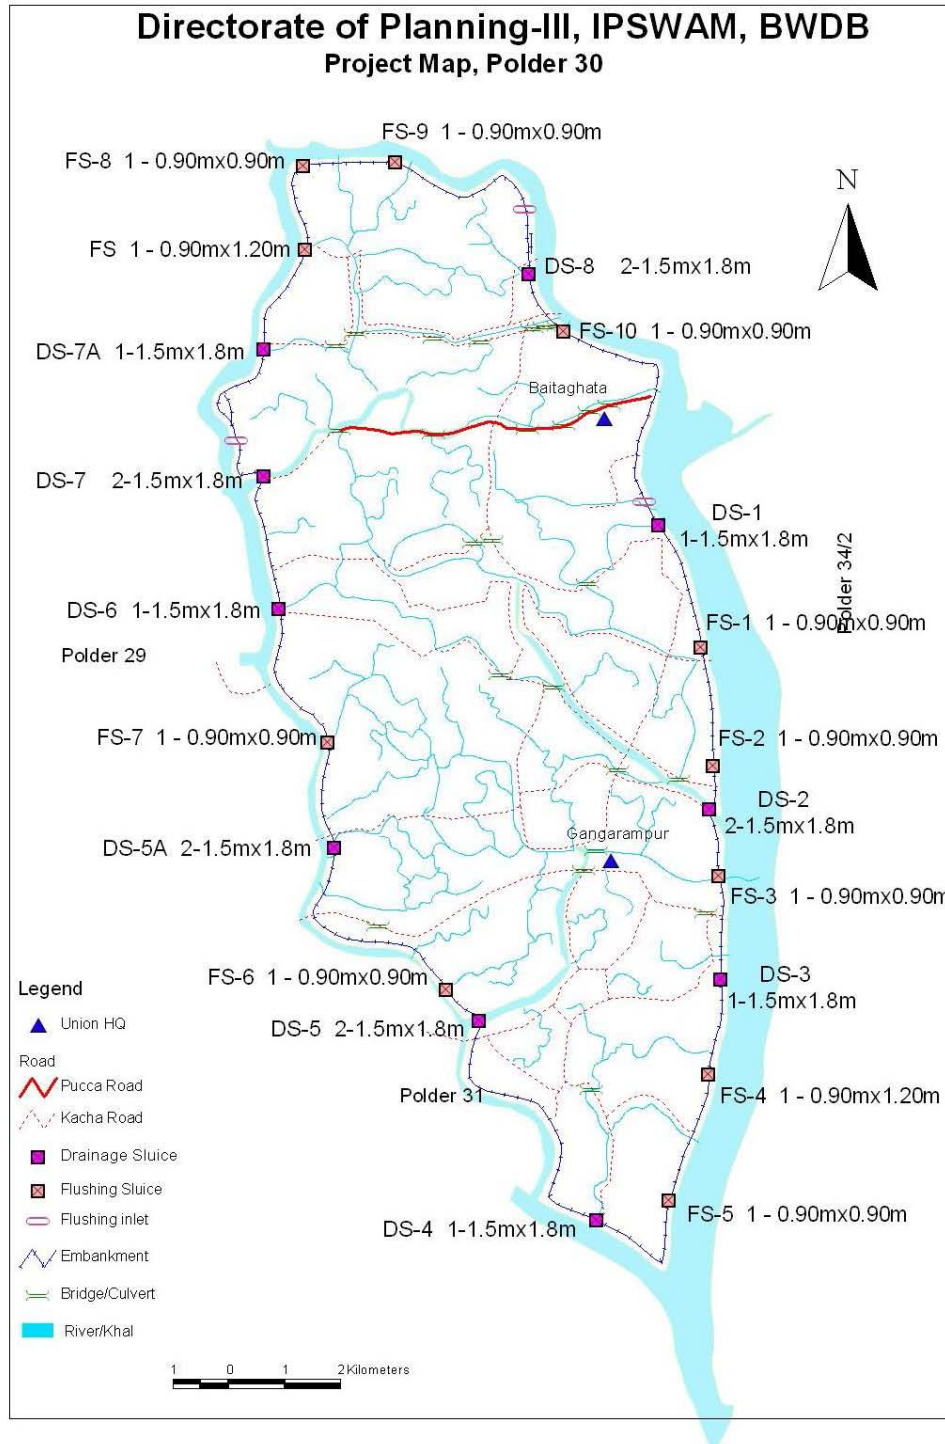 Directorate of Planning-III, IPSWAM, BWDB
Project Map, Polder 30
FS-9 1 - 0.90mx0.90m
FS-8 1 - 0.90mx0.90m
N
FS 1 - 0.90mx1.20m
DS-8 2-1.5mx1.8m
FS-10 1 - 0.90mx0.90m
DS-7A 1-1.5mx1.8m
Baitaghata
DS-7 2-1.5mx1.8m
DS-1
1-1.5mx1.8m
Polder 34/2
DS-6 1-1.5mx1.8m
FS-1 1 - 0.90mx0.90m
Polder 29
FS-7 1 - 0.90mx0.90m
FS-2 1 - 0.90mx0.90m
DS-2
2-1.5mx1.8m
Gangarampur
DS-5A 2-1.5mx1.8m
FS-3 1 - 0.90mx0.90m
FS-6 1 - 0.90mx0.90m
DS-3
1-1.5mx1.8m
DS-5 2-1.5mx1.8m
Polder 31
FS-4 1 - 0.90mx1.20m
FS-5 1 - 0.90mx0.90m
DS-4 1-1.5mx1.8m
Legend
Union HQ
Road
Pucca Road
Kacha Road
Drainage Sluice
Flushing Sluice
Flushing inlet
Embankment
Bridge/Culvert
River/Khal
1 0 1 2 Kilometers